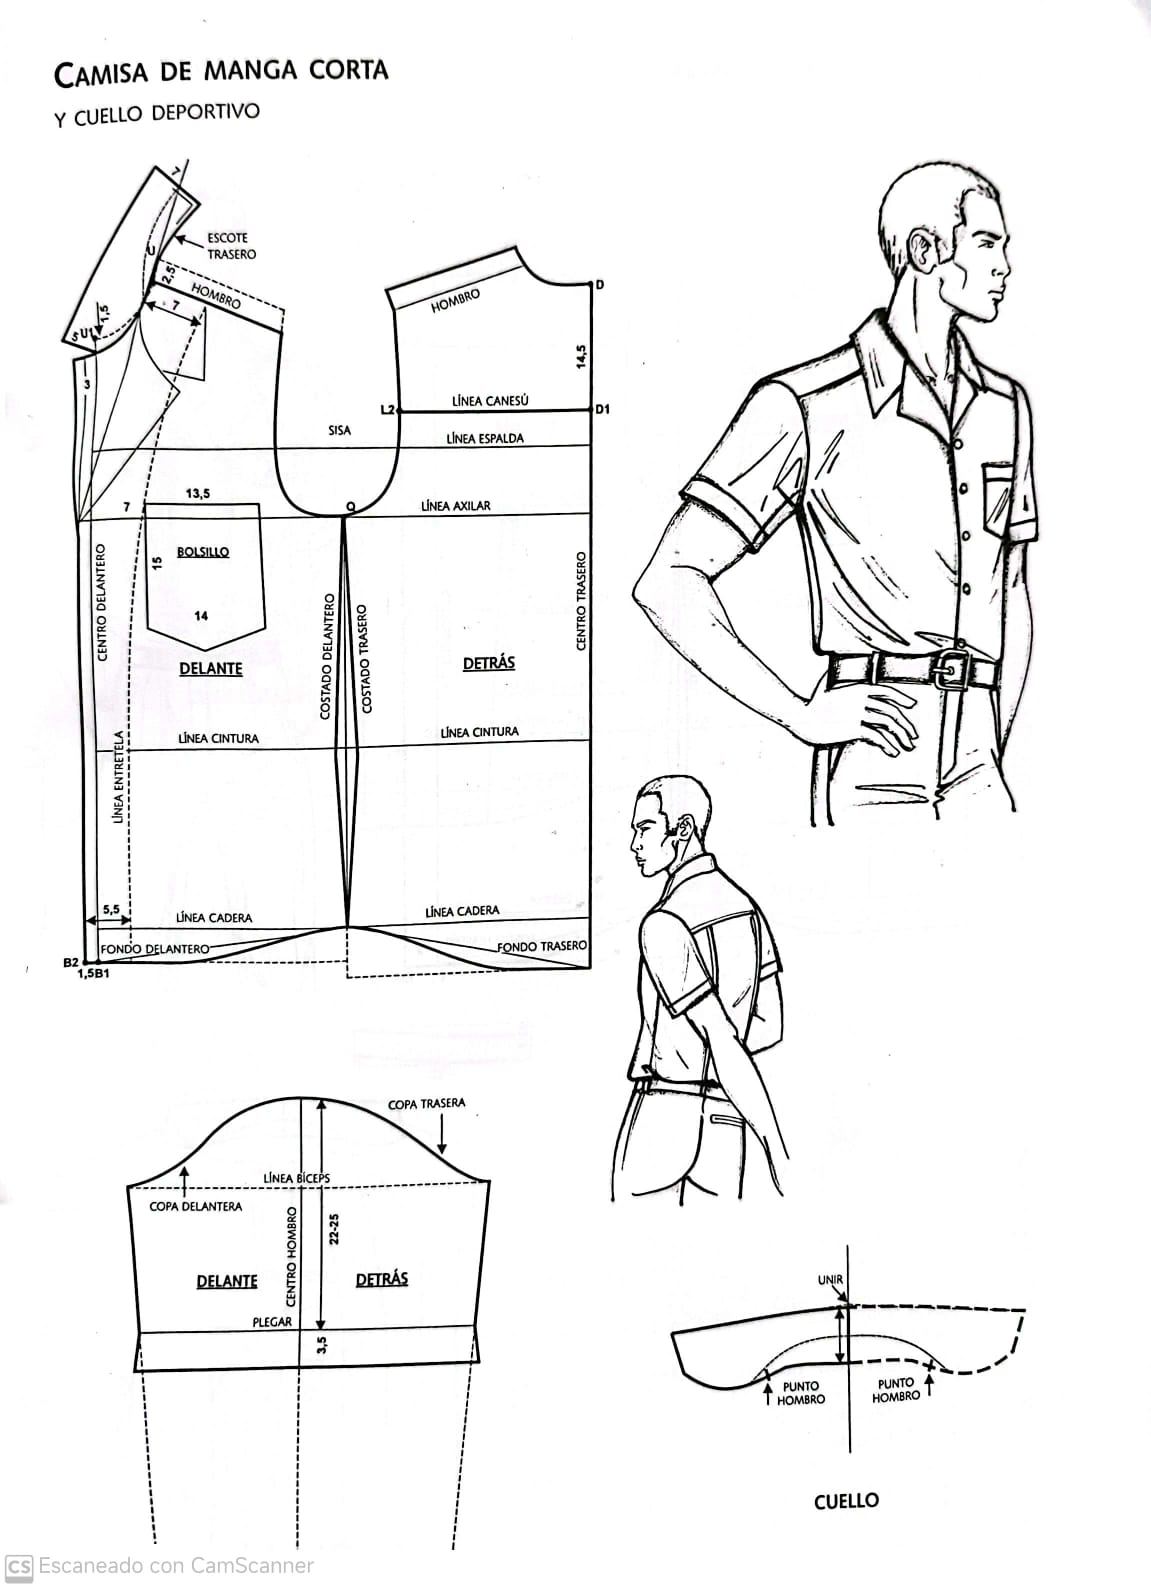 CAMISA DE MANGA CORTA
Y CUELLO DEPORTIVO
7
ESCOTE
TRASERO
U
2,5
HOMBRO
7
1,5
5 U1
3
HOMBRO
D
14,5
LÍNEA CANESÚ
L2
D1
SISA
LÍNEA ESPALDA
13,5
7
Q
LÍNEA AXILAR
BOLSILLO
15
14
CENTRO DELANTERO
COSTADO DELANTERO
COSTADO TRASERO
CENTRO TRASERO
DELANTE
DETRÁS
LÍNEA CINTURA
LÍNEA CINTURA
LÍNEA ENTRETELA
5,5
LÍNEA CADERA
LÍNEA CADERA
FONDO DELANTERO
FONDO TRASERO
B2
1,5 B1
COPA TRASERA
LÍNEA BÍCEPS
COPA DELANTERA
CENTRO HOMBRO
22-25
DELANTE
DETRÁS
PLEGAR
3,5
UNIR
PUNTO
HOMBRO
PUNTO
HOMBRO
CUELLO
CS Escaneado con CamScanner